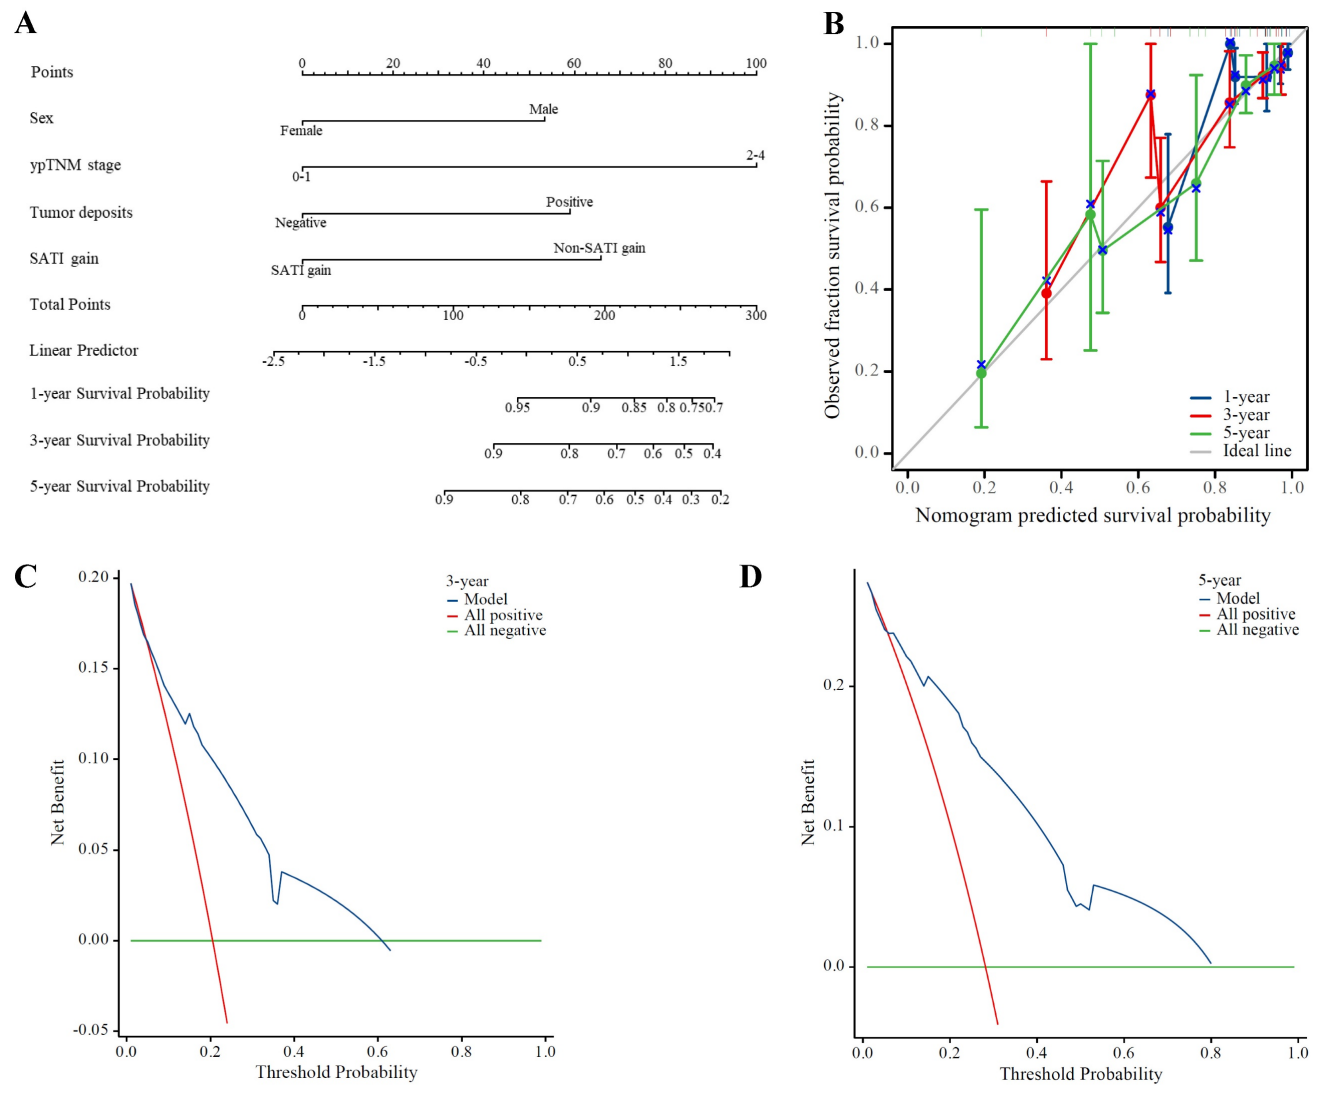 A
Points
0 20 40 60 80 100
Sex
Male
Female
ypTNM stage
2-4
0-1
Tumor deposits
Positive
Negative
SATI gain
Non-SATI gain
SATI gain
Total Points
0 100 200 300
Linear Predictor
-2.5 -1.5 -0.5 0.5 1.5
1-year Survival Probability
0.95 0.9 0.85 0.8 0.75 0.7
3-year Survival Probability
0.9 0.8 0.7 0.6 0.5 0.4
5-year Survival Probability
0.9 0.8 0.7 0.6 0.5 0.4 0.3 0.2
B
Observed fraction survival probability
1.0
0.8
0.6
0.4
0.2
0.0
1-year
3-year
5-year
Ideal line
0.0 0.2 0.4 0.6 0.8 1.0
Nomogram predicted survival probability
C
Net Benefit
0.20
0.15
0.10
0.05
0.00
-0.05
3-year
Model
All positive
All negative
0.0 0.2 0.4 0.6 0.8 1.0
Threshold Probability
D
Net Benefit
0.2
0.1
0.0
5-year
Model
All positive
All negative
0.0 0.2 0.4 0.6 0.8 1.0
Threshold Probability